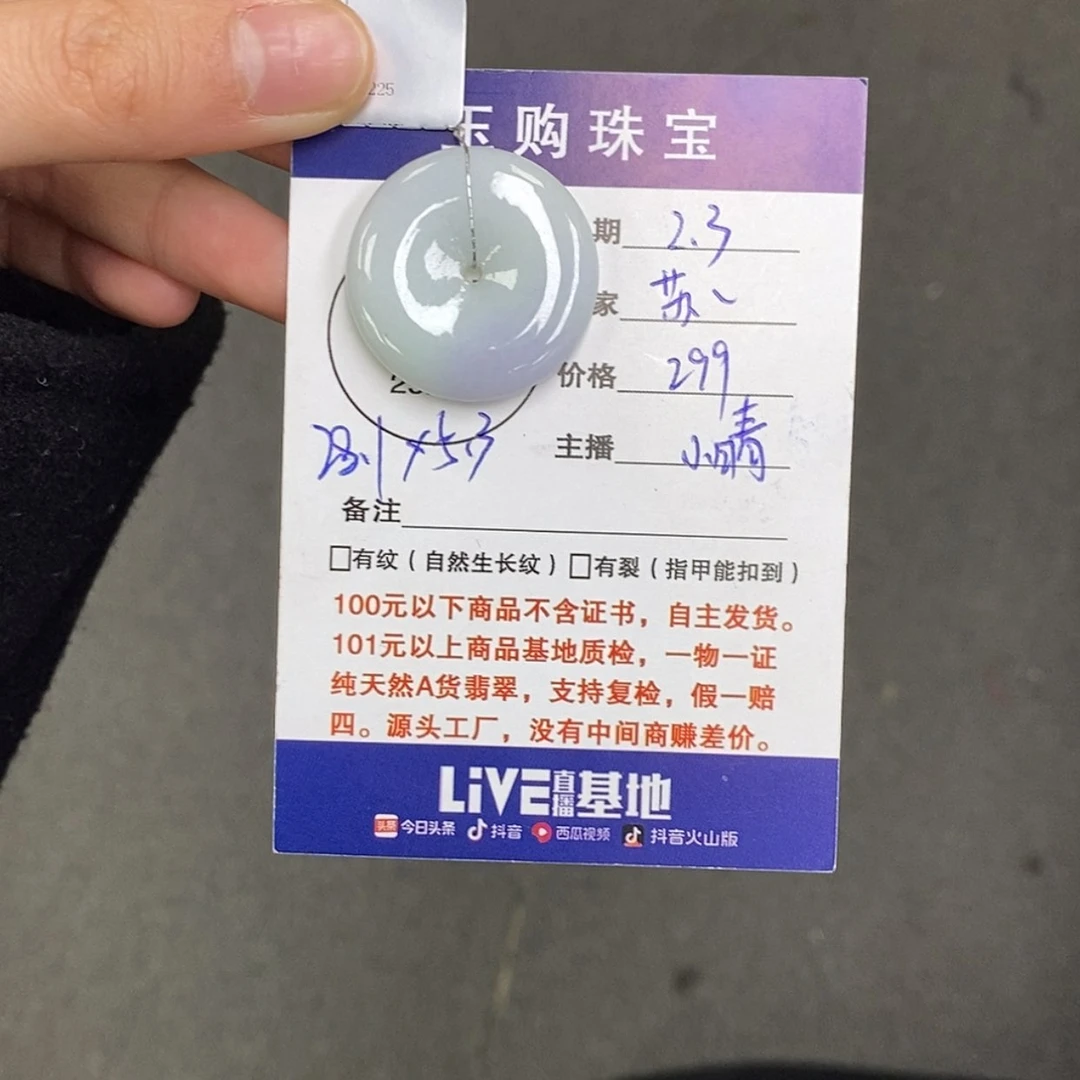 225
玉购珠宝
期 2.3
家 苏
价格 299
主播 小晴
备注
□有纹（自然生长纹）□有裂（指甲能扣到）
100元以下商品不含证书，自主发货。
101元以上商品基地质检，一物一证
纯天然A货翡翠，支持复检，假一赔
四。源头工厂，没有中间商赚差价。
LiVE直播基地
头条 今日头条 抖音 西瓜视频 抖音火山版